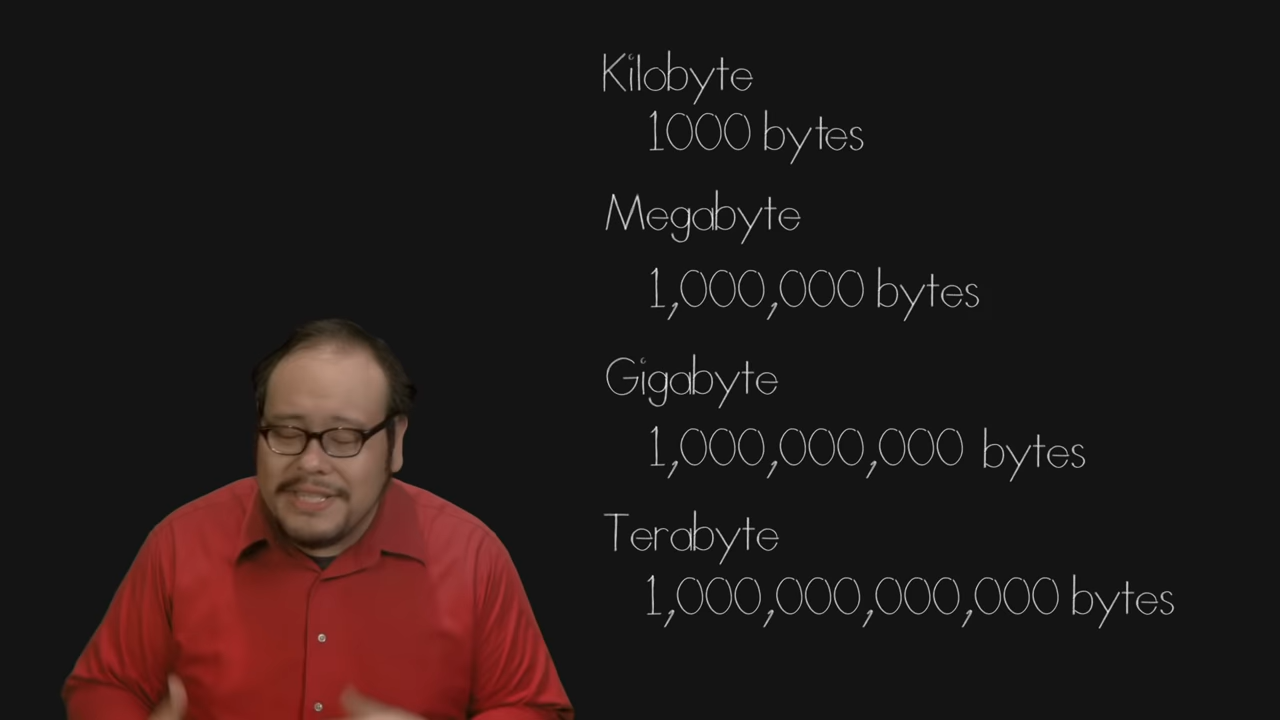 Kilobyte
1000 bytes
Megabyte
1,000,000 bytes
Gigabyte
1,000,000,000 bytes
Terabyte
1,000,000,000,000 bytes